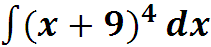 ∫(x + 9)⁴ dx